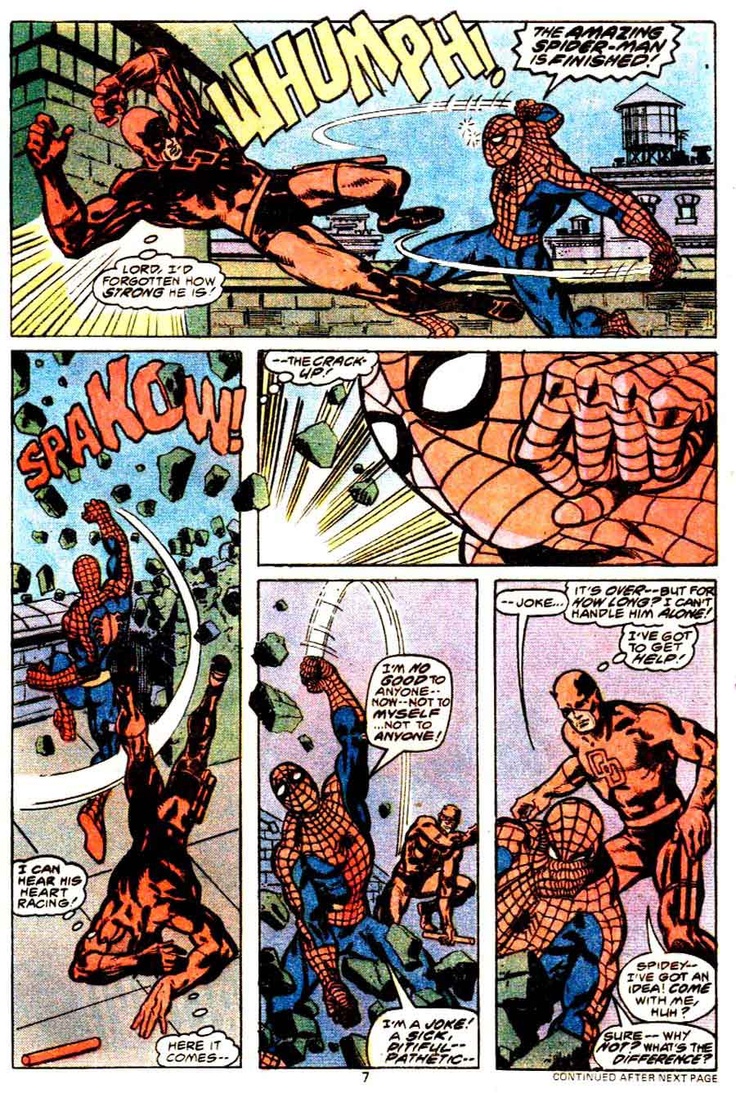 WHUMPH!
THE AMAZING
SPIDER-MAN
IS FINISHED!
LORD, I'D
FORGOTTEN HOW
STRONG HE IS!
SPAKOW!
I CAN
HEAR HIS
HEART
RACING!
HERE IT
COMES--
--THE CRACK-
UP!
I'M NO
GOOD TO
ANYONE--
NOW--NOT TO
MYSELF
...NOT TO
ANYONE!
I'M A JOKE!
A SICK,
PITIFUL--
PATHETIC--
--JOKE...
IT'S OVER--BUT FOR
HOW LONG? I CAN'T
HANDLE HIM ALONE!
I'VE GOT
TO GET
HELP!
DD
SPIDEY--
I'VE GOT AN
IDEA! COME
WITH ME,
HUH?
SURE--WHY
NOT? WHAT'S THE
DIFFERENCE?
7
CONTINUED AFTER NEXT PAGE